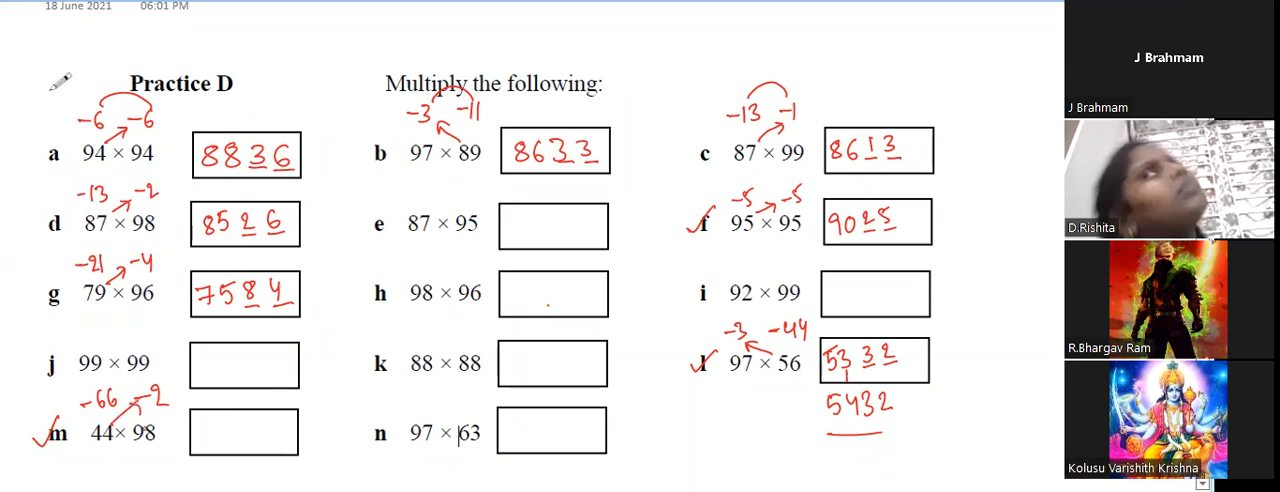 18 June 2021 06:01 PM
Practice D Multiply the following:
-6 -6 -3 -11 -13 -1
a 94 × 94 8836 b 97 × 89 8633 c 87 × 99 8613
-13 -2 -5 -5
d 87 × 98 8526 e 87 × 95 f 95 × 95 9025
-21 -4
g 79 × 96 7584 h 98 × 96 i 92 × 99
-3 -44
j 99 × 99 k 88 × 88 l 97 × 56 5332
1
5432
-66 -2
m 44× 98 n 97 × 63
J Brahmam
J Brahmam
D.Rishita
R.Bhargav Ram
Kolusu Varishith Krishna